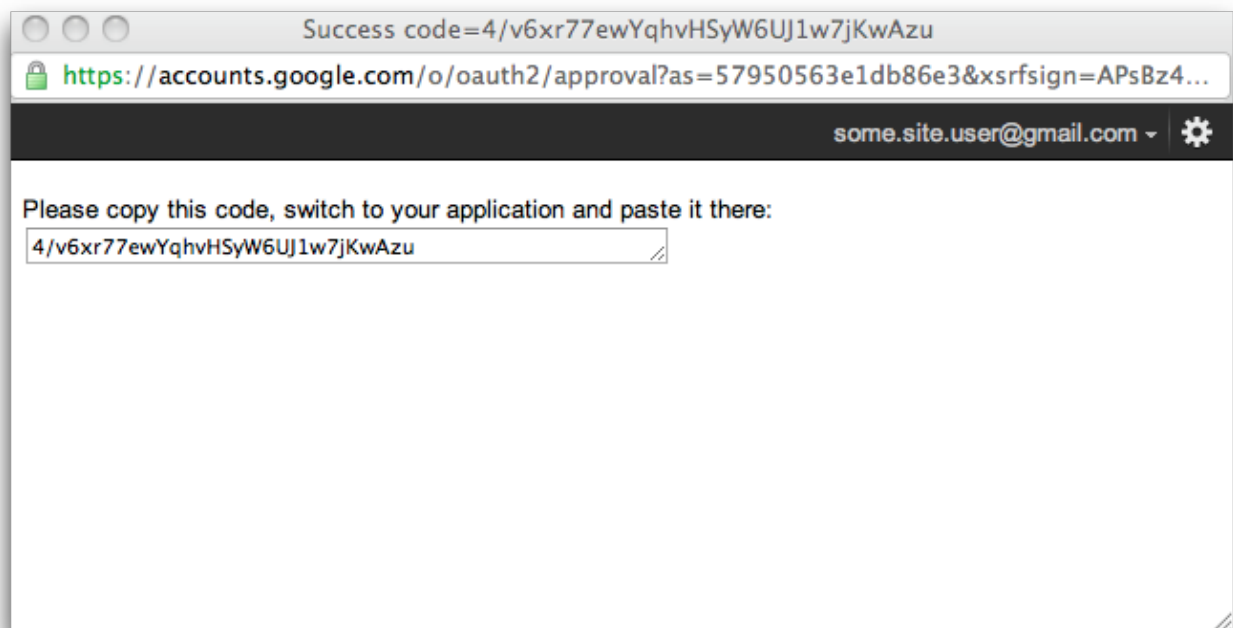 Success code=4/v6xr77ewYqhvHSyW6UJ1w7jKwAzu
https://accounts.google.com/o/oauth2/approval?as=57950563e1db86e3&xsrfsign=APsBz4...
some.site.user@gmail.com
Please copy this code, switch to your application and paste it there:
4/v6xr77ewYqhvHSyW6UJ1w7jKwAzu